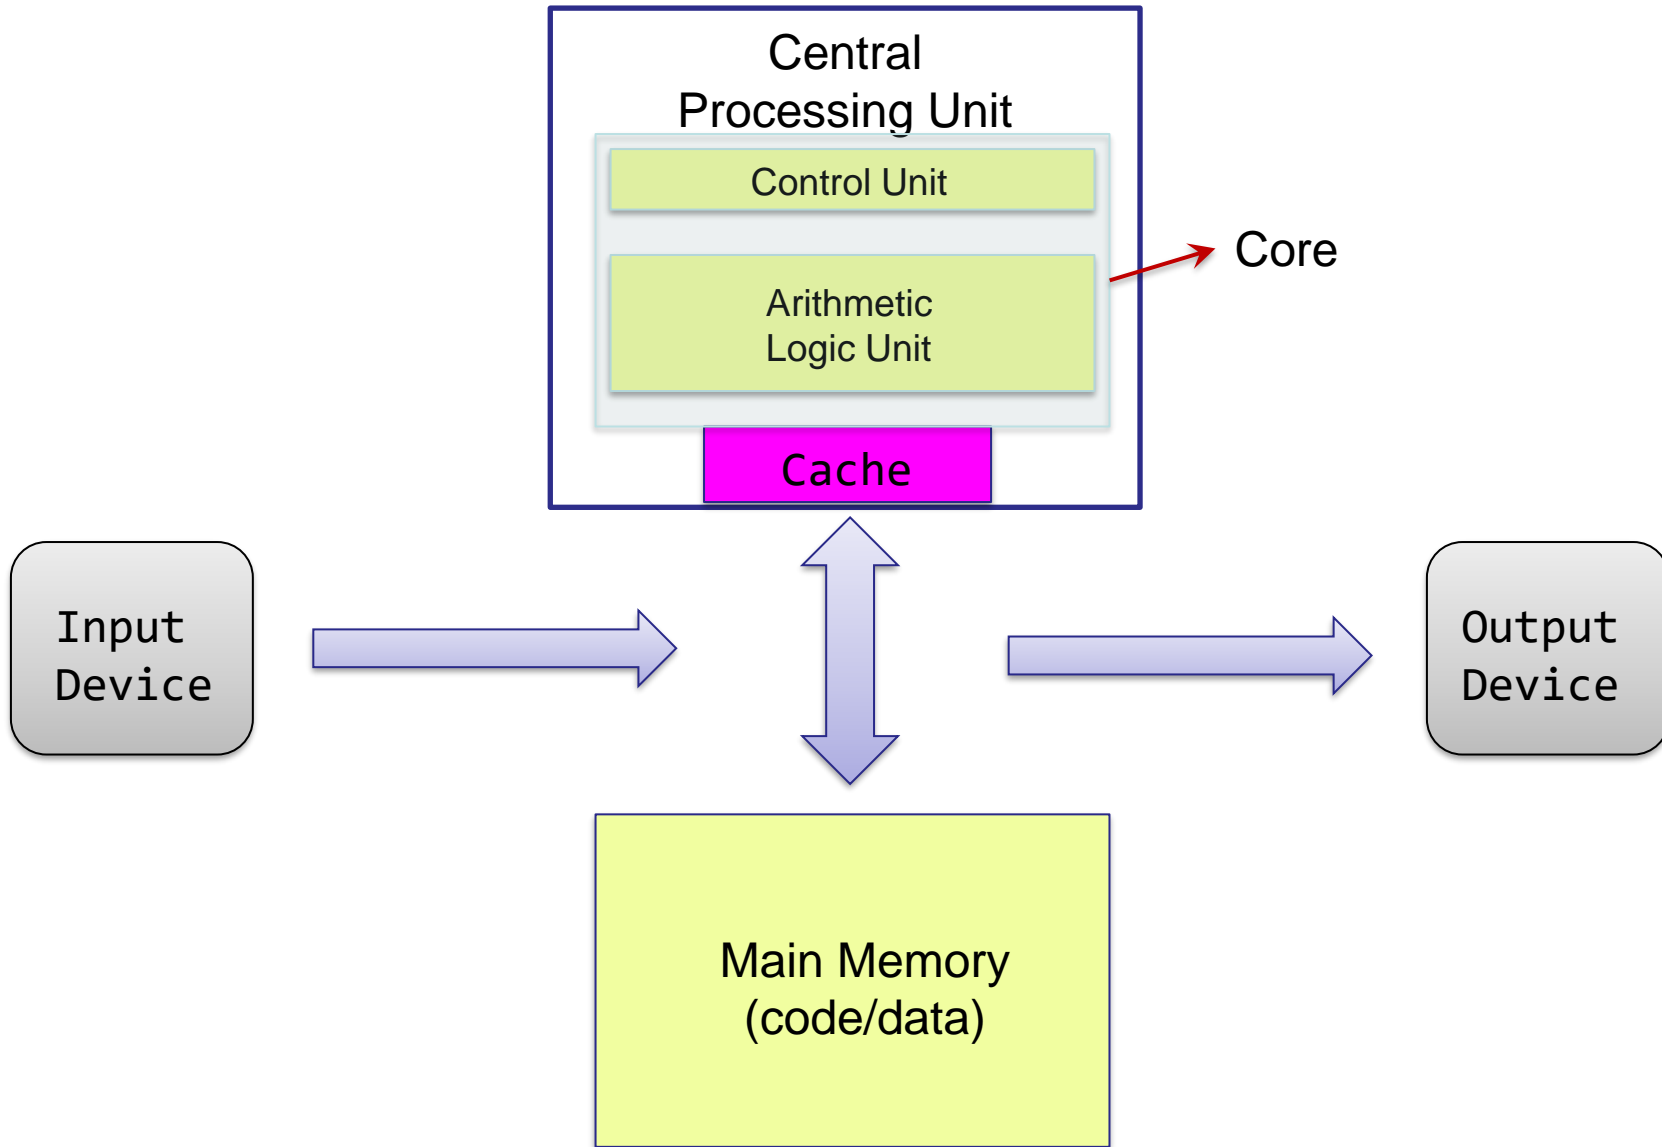 Central
Processing Unit
Control Unit
Core
Arithmetic
Logic Unit
Cache
Input
Device
Output
Device
Main Memory
(code/data)